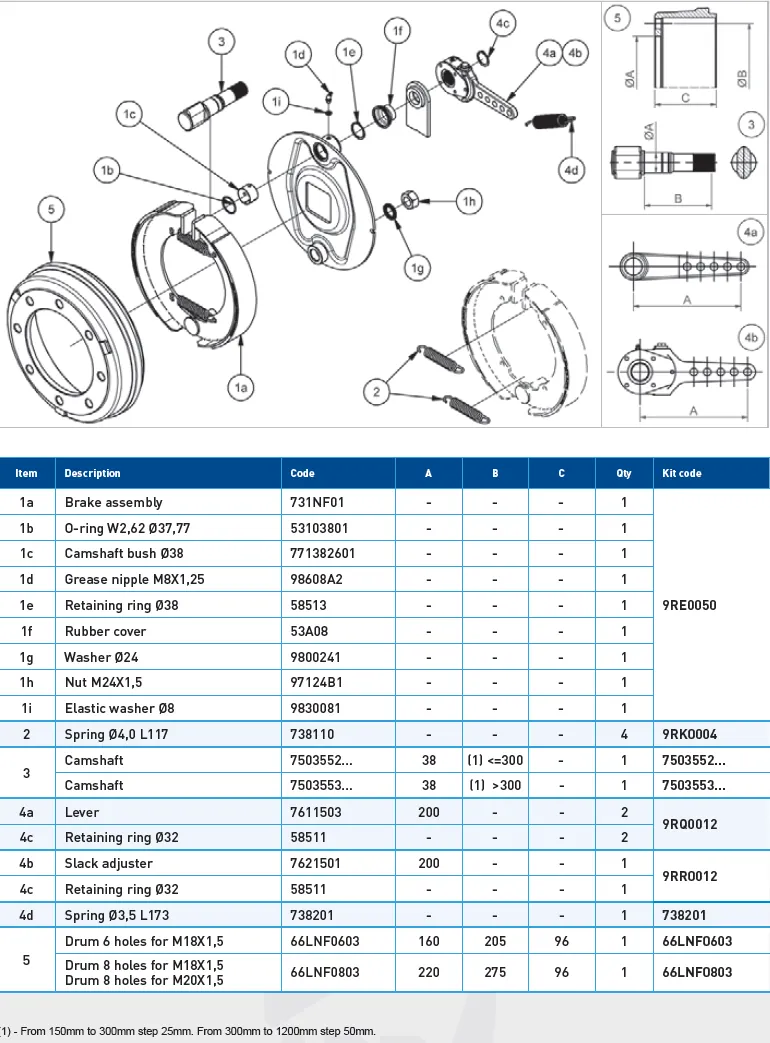 3
1d
1e
1f
4c
4a
4b
5
ØA
ØB
C
1i
1c
1b
4d
ØA
3
B
5
1h
1g
4a
A
1a
2
4b
A
Item Description Code A B C Qty Kit code
1a Brake assembly 731NF01 - - - 1
1b O-ring W2,62 Ø37,77 53103801 - - - 1
1c Camshaft bush Ø38 771382601 - - - 1
1d Grease nipple M8X1,25 98608A2 - - - 1
1e Retaining ring Ø38 58513 - - - 1 9RE0050
1f Rubber cover 53A08 - - - 1
1g Washer Ø24 9800241 - - - 1
1h Nut M24X1,5 97124B1 - - - 1
1i Elastic washer Ø8 9830081 - - - 1
2 Spring Ø4,0 L117 738110 - - - 4 9RK0004
3 Camshaft 7503552... 38 (1) <=300 - 1 7503552...
Camshaft 7503553... 38 (1) >300 - 1 7503553...
4a Lever 7611503 200 - - 2 9RQ0012
4c Retaining ring Ø32 58511 - - - 2
4b Slack adjuster 7621501 200 - - 1 9RR0012
4c Retaining ring Ø32 58511 - - - 1
4d Spring Ø3,5 L173 738201 - - - 1 738201
5 Drum 6 holes for M18X1,5 66LNF0603 160 205 96 1 66LNF0603
Drum 8 holes for M18X1,5
Drum 8 holes for M20X1,5 66LNF0803 220 275 96 1 66LNF0803
(1) - From 150mm to 300mm step 25mm. From 300mm to 1200mm step 50mm.